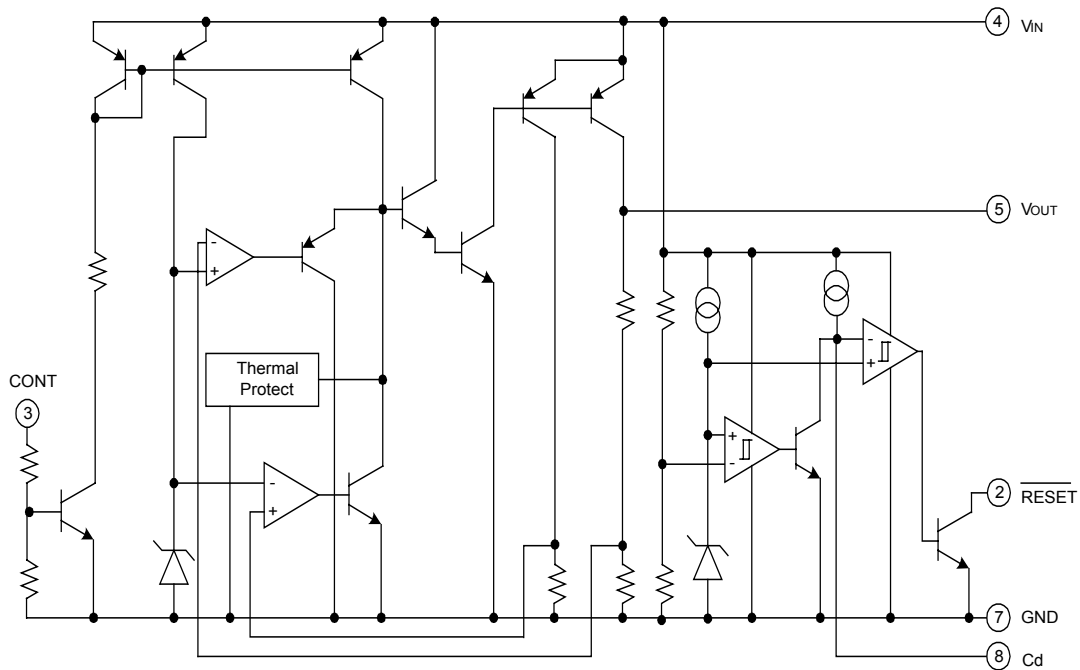 4 VIN
5 VOUT
- +
Thermal
Protect
CONT
3
- +
+ -
- +
2 RESET
7 GND
8 Cd